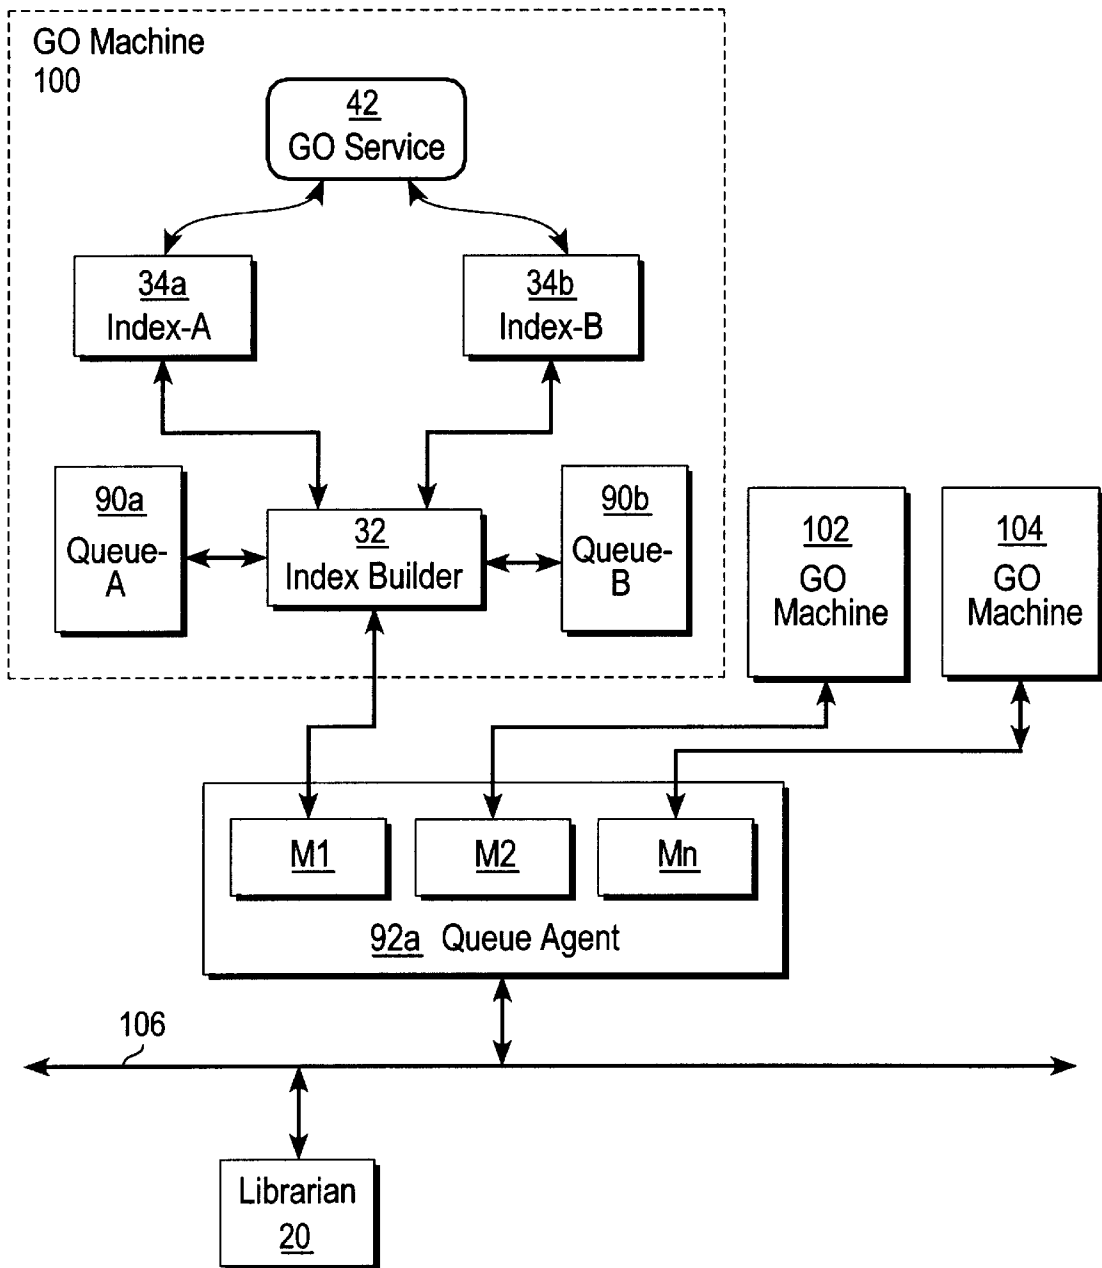 GO Machine
100
42
GO Service
34a
Index-A
34b
Index-B
90a
Queue-
A
32
Index Builder
90b
Queue-
B
102
GO
Machine
104
GO
Machine
M1
M2
Mn
92a Queue Agent
106
Librarian
20